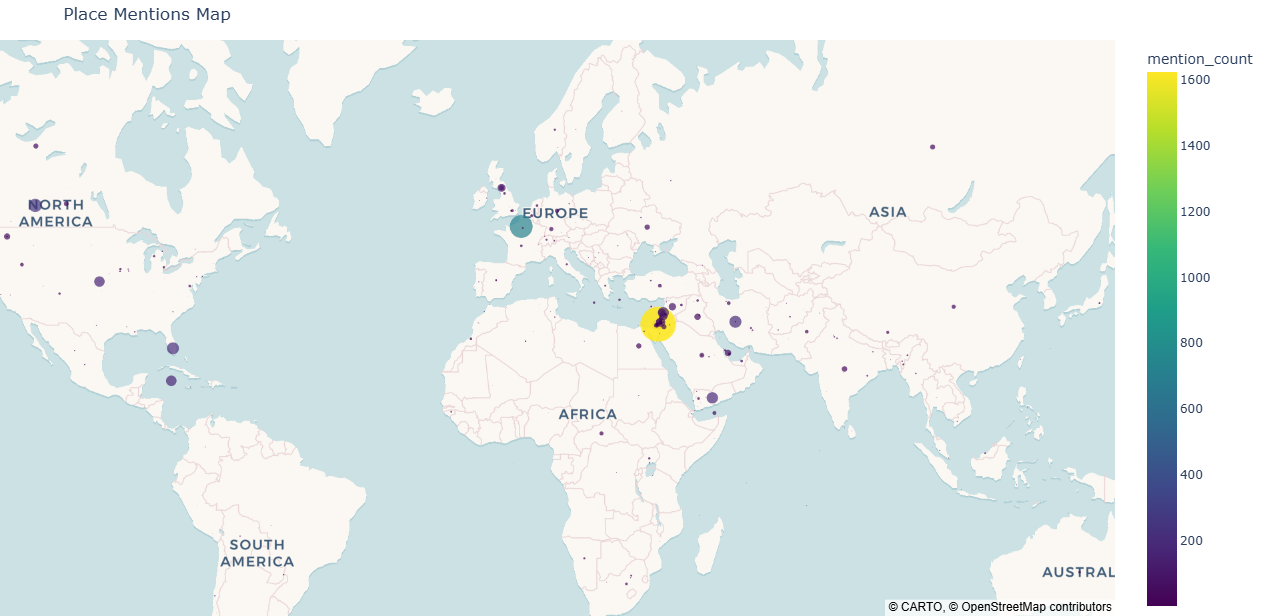 Place Mentions Map
mention_count
1600
1400
1200
1000
800
600
400
200
NORTH
AMERICA
EUROPE
ASIA
AFRICA
SOUTH
AMERICA
AUSTRAL
© CARTO, © OpenStreetMap contributors